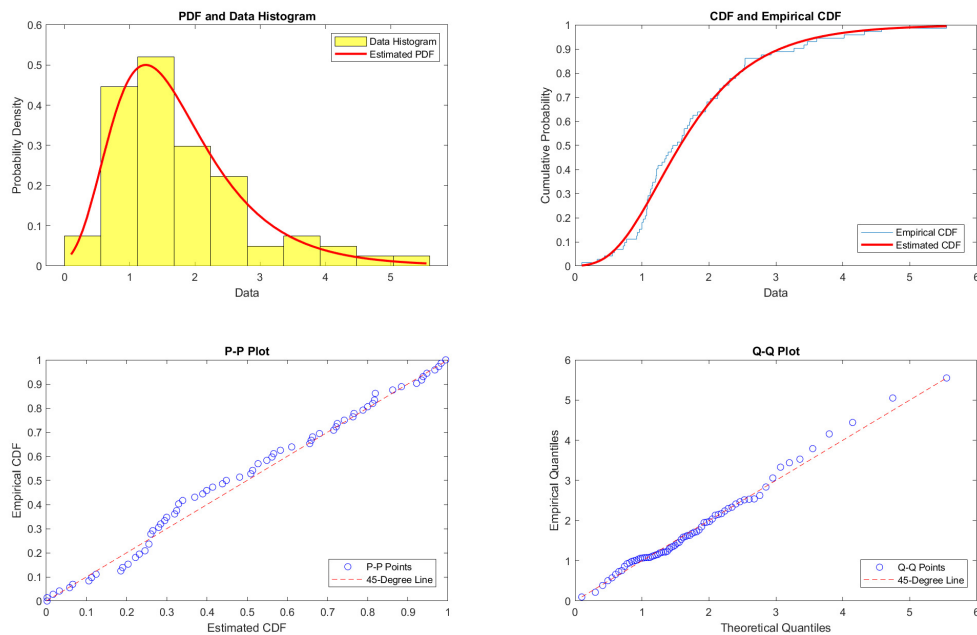 PDF and Data Histogram
Data Histogram
Estimated PDF
Probability Density
0.6
0.5
0.4
0.3
0.2
0.1
0
0 1 2 3 4 5
Data
CDF and Empirical CDF
Cumulative Probability
1
0.9
0.8
0.7
0.6
0.5
0.4
0.3
0.2
0.1
0
Empirical CDF
Estimated CDF
0 1 2 3 4 5 6
Data
P-P Plot
Empirical CDF
1
0.9
0.8
0.7
0.6
0.5
0.4
0.3
0.2
0.1
0
P-P Points
45-Degree Line
0 0.1 0.2 0.3 0.4 0.5 0.6 0.7 0.8 0.9 1
Estimated CDF
Q-Q Plot
Empirical Quantiles
6
5
4
3
2
1
0
Q-Q Points
45-Degree Line
0 1 2 3 4 5 6
Theoretical Quantiles